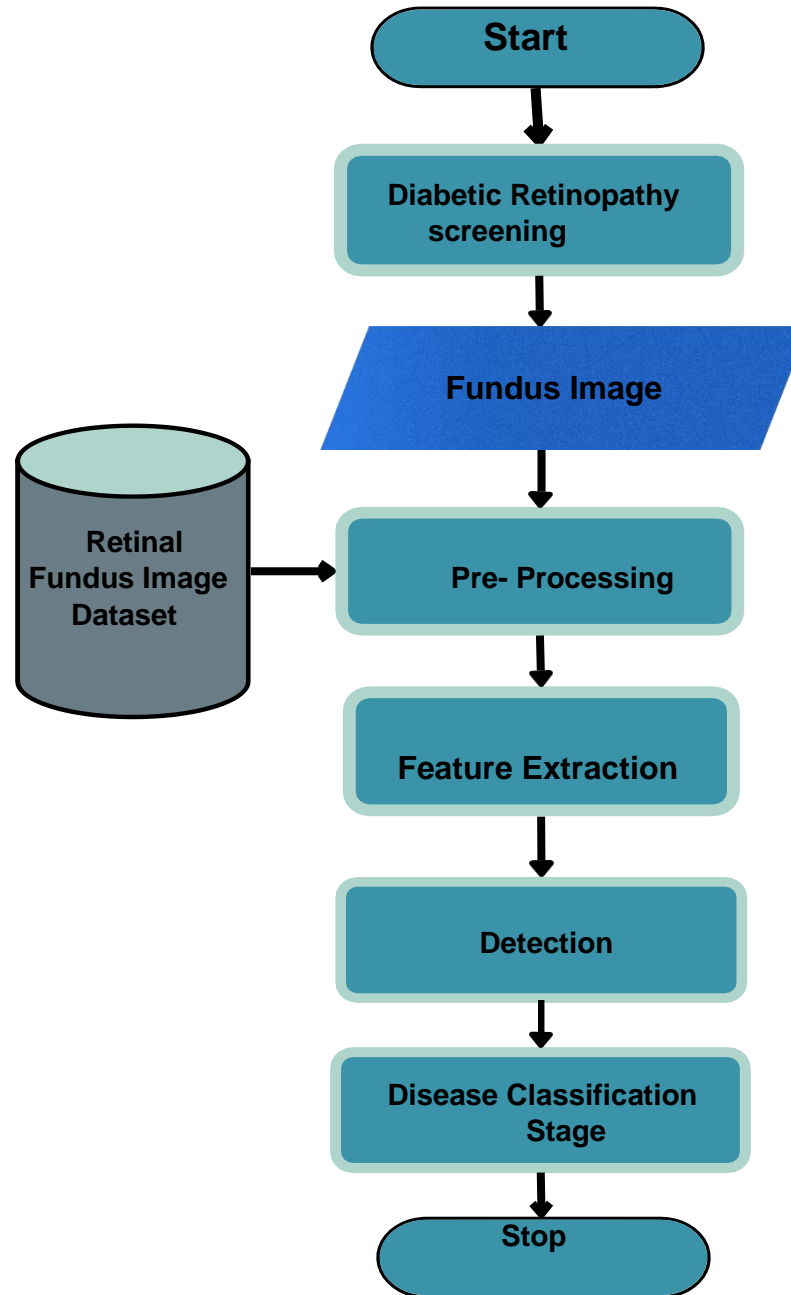 Start
Diabetic Retinopathy
screening
Fundus Image
Retinal
Fundus Image
Dataset
Pre- Processing
Feature Extraction
Detection
Disease Classification
Stage
Stop